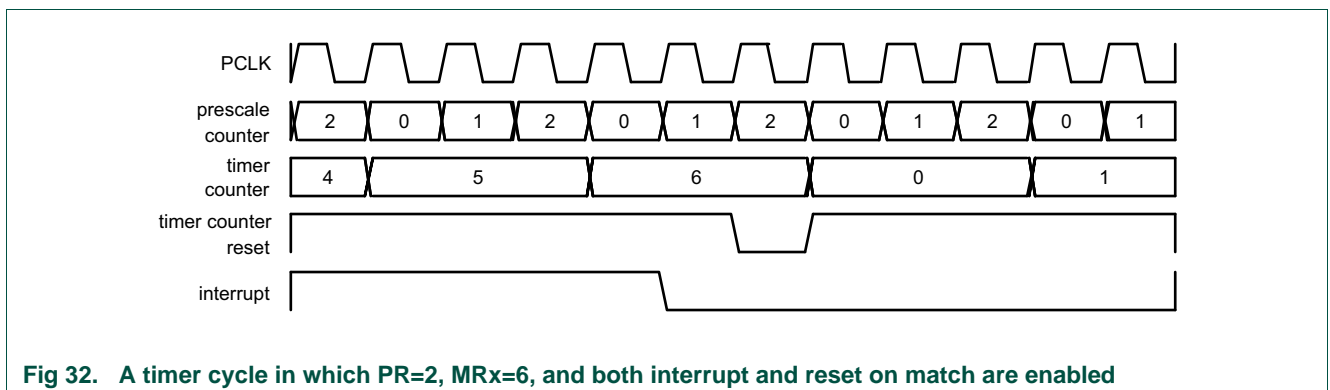 PCLK
prescale
counter
2 0 1 2 0 1 2 0 1 2 0 1
timer
counter
4 5 6 0 1
timer counter
reset
interrupt
Fig 32. A timer cycle in which PR=2, MRx=6, and both interrupt and reset on match are enabled